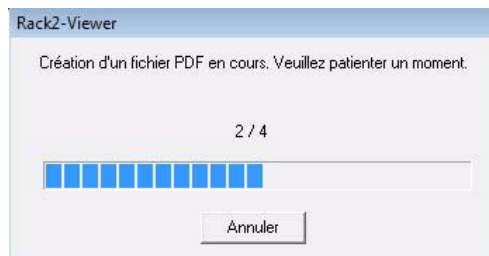 Rack2-Viewer
Création d'un fichier PDF en cours. Veuillez patienter un moment.
2 / 4
Annuler